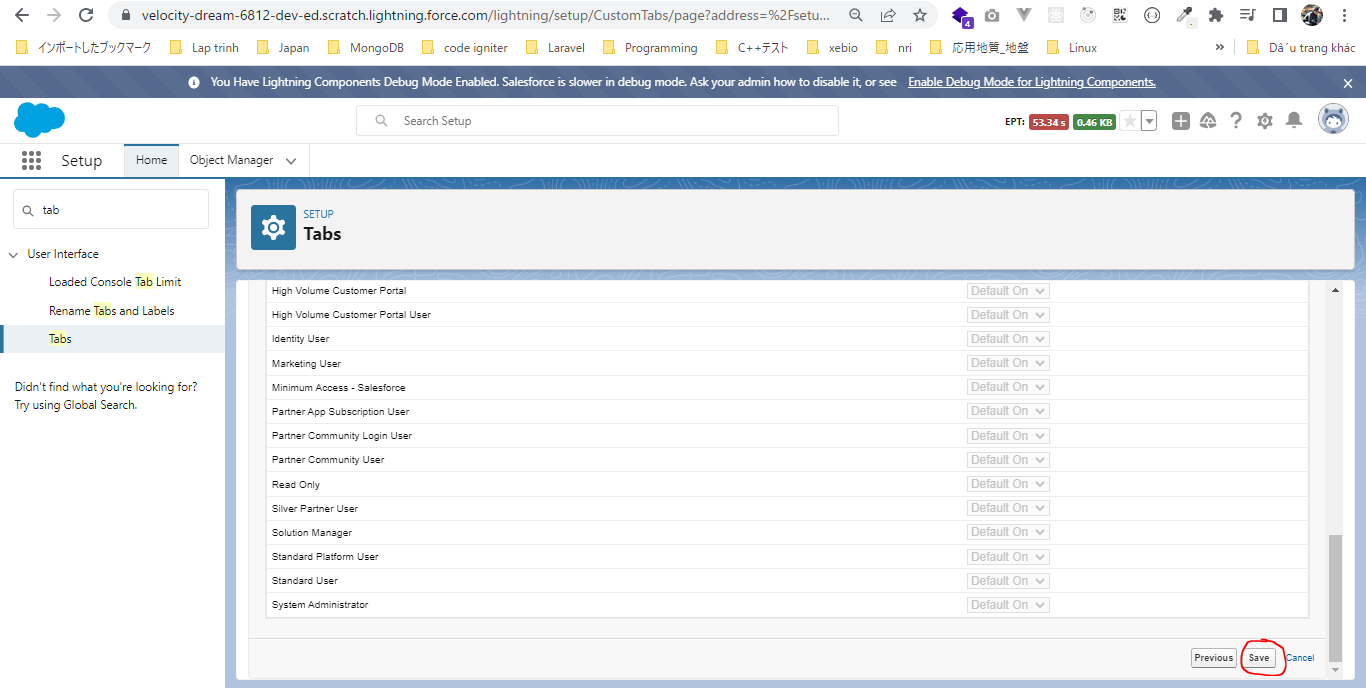 velocity-dream-6812-dev-ed.scratch.lightning.force.com/lightning/setup/CustomTabs/page?address=%2Fsetu...
4
インポートしたブックマーク Lap trinh Japan MongoDB code igniter Laravel Programming C++テスト xebio nri 応用地質_地盤 Linux » Dấu trang khác
You Have Lightning Components Debug Mode Enabled. Salesforce is slower in debug mode. Ask your admin how to disable it, or see Enable Debug Mode for Lightning Components.
Search Setup
EPT: 53.34 s 0.46 KB
Setup Home Object Manager
tab
User Interface
Loaded Console Tab Limit
Rename Tabs and Labels
Tabs
Didn't find what you're looking for?
Try using Global Search.
SETUP
Tabs
High Volume Customer Portal Default On
High Volume Customer Portal User Default On
Identity User Default On
Marketing User Default On
Minimum Access - Salesforce Default On
Partner App Subscription User Default On
Partner Community Login User Default On
Partner Community User Default On
Read Only Default On
Silver Partner User Default On
Solution Manager Default On
Standard Platform User Default On
Standard User Default On
System Administrator Default On
Previous Save Cancel